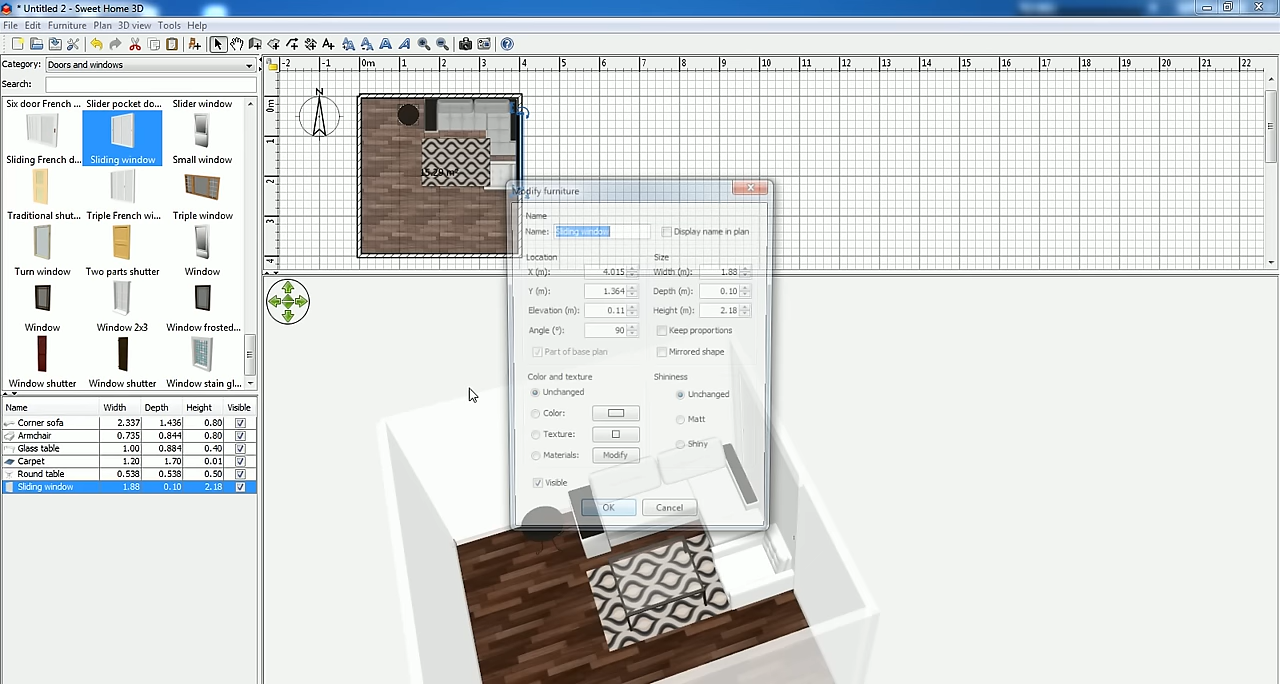 * Untitled 2 - Sweet Home 3D
File Edit Furniture Plan 3D view Tools Help
Category: Doors and windows
Search:
-2 -1 0m 1 2 3 4 5 6 7 8 9 10 11 12 13 14 15 16 17 18 19 20 21 22
Six door French ... Slider pocket do... Slider window
Sliding French d... Sliding window Small window
Traditional shut... Triple French wi... Triple window
Turn window Two parts shutter Window
Window Window 2x3 Window frosted...
Window shutter Window shutter Window stain gl...
0m
1
2
3
4
N
Name Width Depth Height Visible
Corner sofa 2.337 1.436 0.80
Armchair 0.735 0.844 0.80
Glass table 1.00 0.884 0.40
Carpet 1.20 1.70 0.01
Round table 0.538 0.538 0.50
Sliding window 1.88 0.10 2.18
Modify furniture
Name
Name: Sliding window Display name in plan
Location Size
X (m): 4.015 Width (m): 1.88
Y (m): 1.364 Depth (m): 0.10
Elevation (m): 0.11 Height (m): 2.18
Angle (°): 90 Keep proportions
Part of base plan Mirrored shape
Color and texture Shininess
Unchanged Unchanged
Color: Matt
Texture: Shiny
Materials: Modify
Visible
OK Cancel